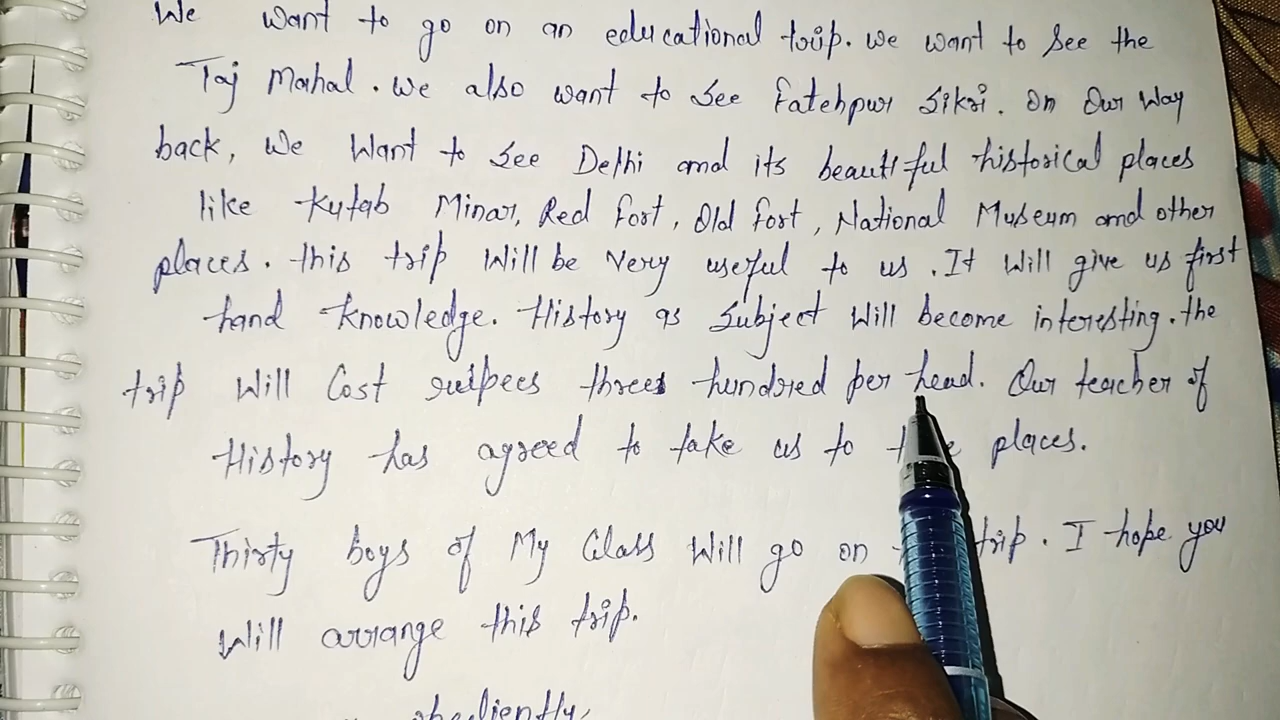 We want to go on an educational trip. we want to see the
Taj Mahal. we also want to see Fatehpur Sikri. On Our Way
back, We Want to see Delhi and its beautiful historical places
like Kutab Minar, Red Fort, Old Fort, National Museum and other
places. this trip Will be Very useful to us. It Will give us first
hand knowledge. History as Subject Will become interesting. the
trip Will Cost three hundred per head. Our teacher of
History has agreed to take us to places.
Thirty boys of My Class Will go on trip. I hope you
Will arrange this trip.
obediently,